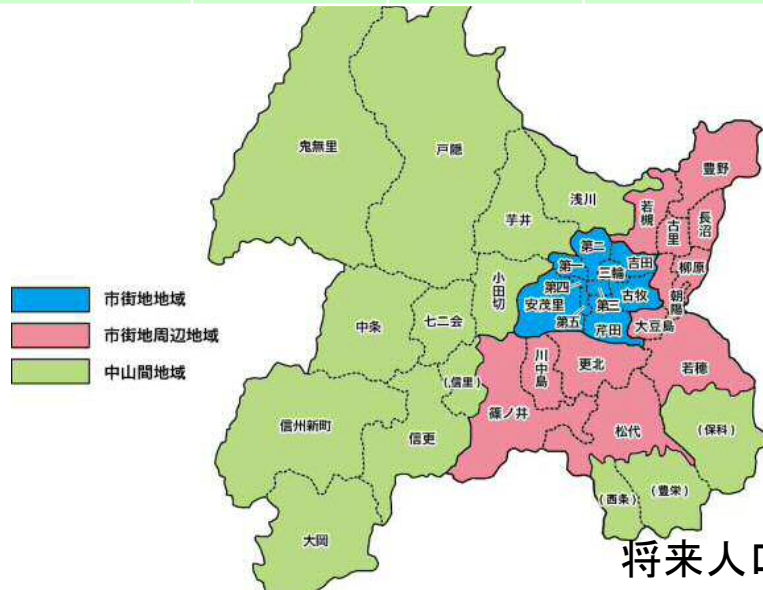 鬼無里
戸隠
豊野
浅川
若槻
長沼
芋井
古里
第二
吉田
第一
三輪
柳原
小田切
第四
朝陽
市街地地域
安茂里
第三
古牧
中条
七二会
第五
芹田
大豆島
市街地周辺地域
川中島
更北
若穂
中山間地域
(信里)
篠ノ井
信州新町
信更
松代
(保科)
(西条)
(豊栄)
大岡
将来人口